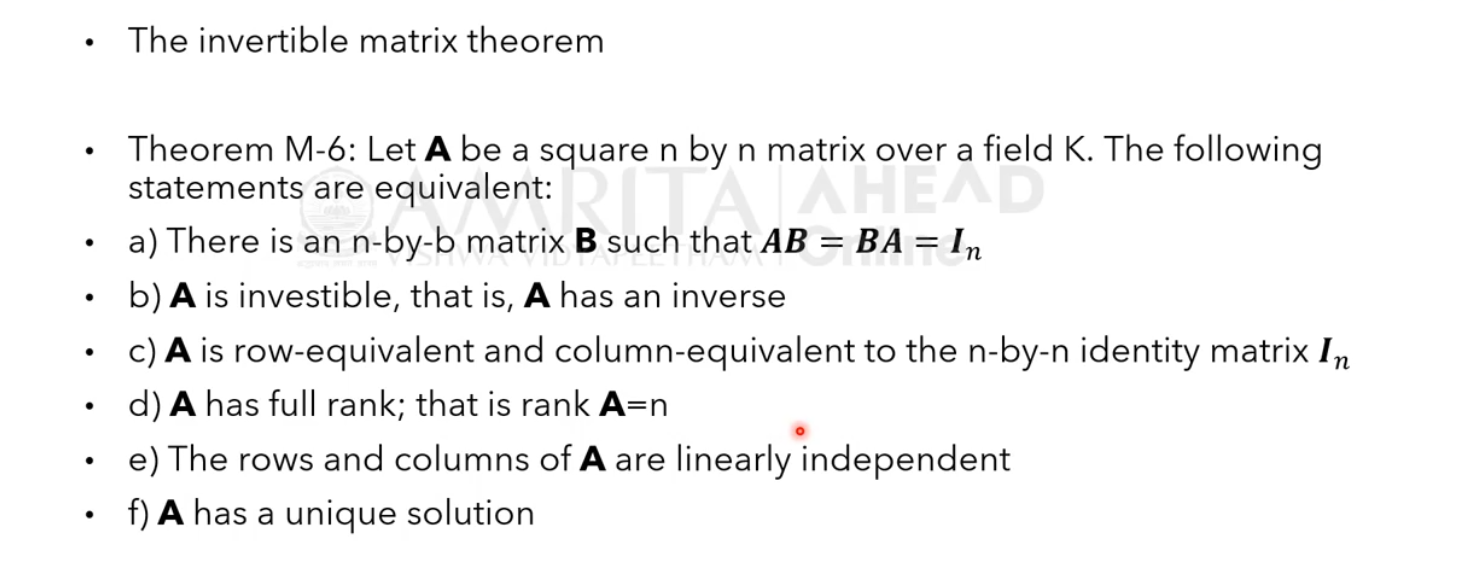 • The invertible matrix theorem
• Theorem M-6: Let A be a square n by n matrix over a field K. The following
statements are equivalent:
• a) There is an n-by-b matrix B such that AB = BA = Iₙ
• b) A is investible, that is, A has an inverse
• c) A is row-equivalent and column-equivalent to the n-by-n identity matrix Iₙ
• d) A has full rank; that is rank A=n
• e) The rows and columns of A are linearly independent
• f) A has a unique solution
AMRITA AHEAD
VISHWA VIDYAPEETHAM Online